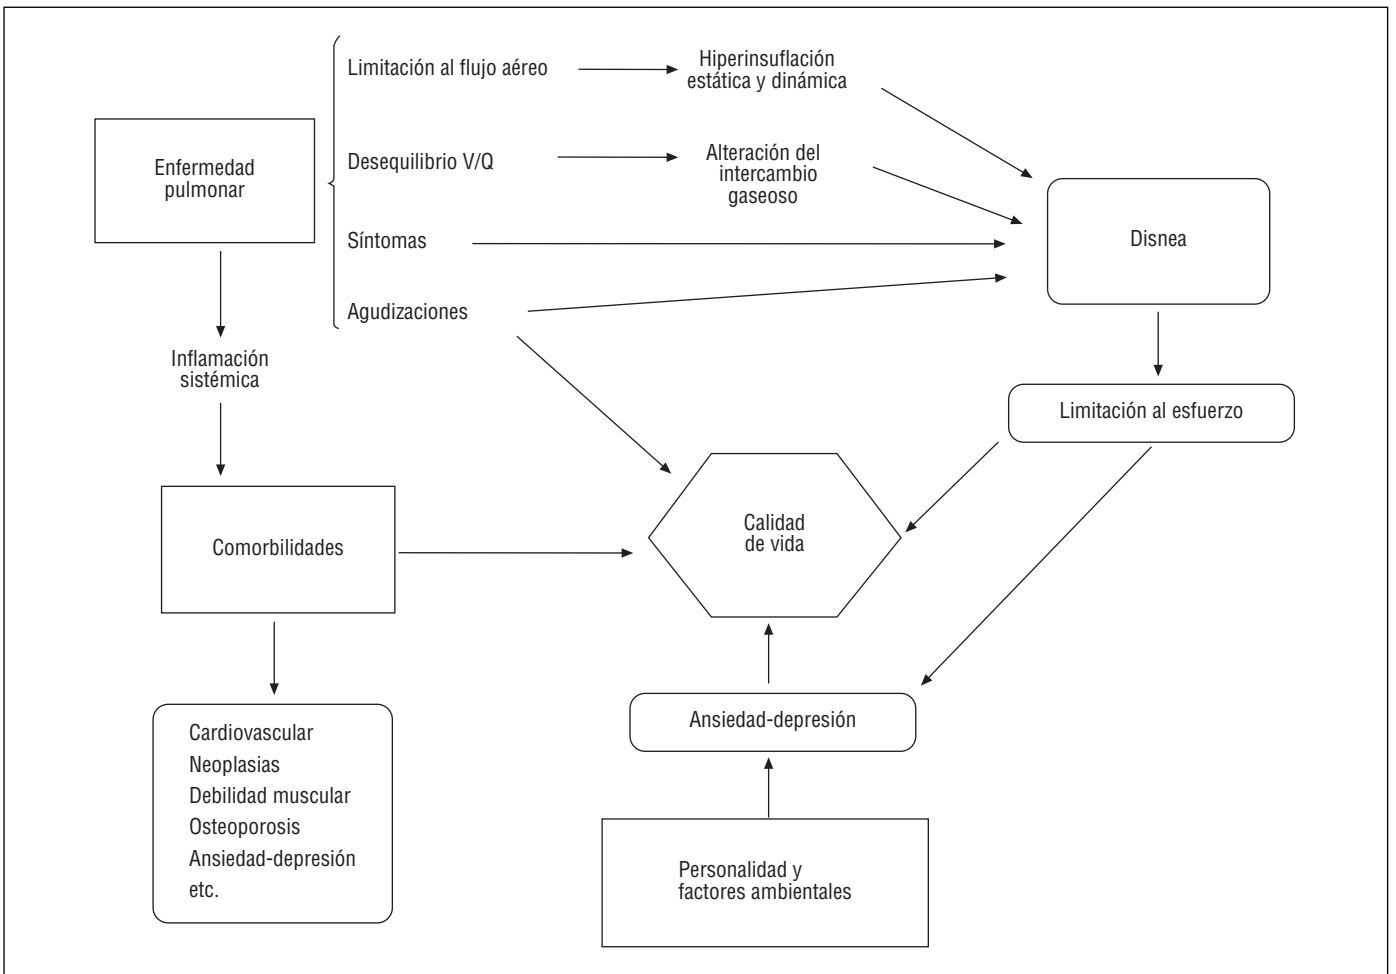 Limitación al flujo aéreo
Hiperinsuflación
estática y dinámica
Enfermedad
pulmonar
Desequilibrio V/Q
Alteración del
intercambio
gaseoso
Síntomas
Disnea
Agudizaciones
Inflamación
sistémica
Limitación al esfuerzo
Comorbilidades
Calidad
de vida
Ansiedad-depresión
Cardiovascular
Neoplasias
Debilidad muscular
Osteoporosis
Ansiedad-depresión
etc.
Personalidad y
factores ambientales